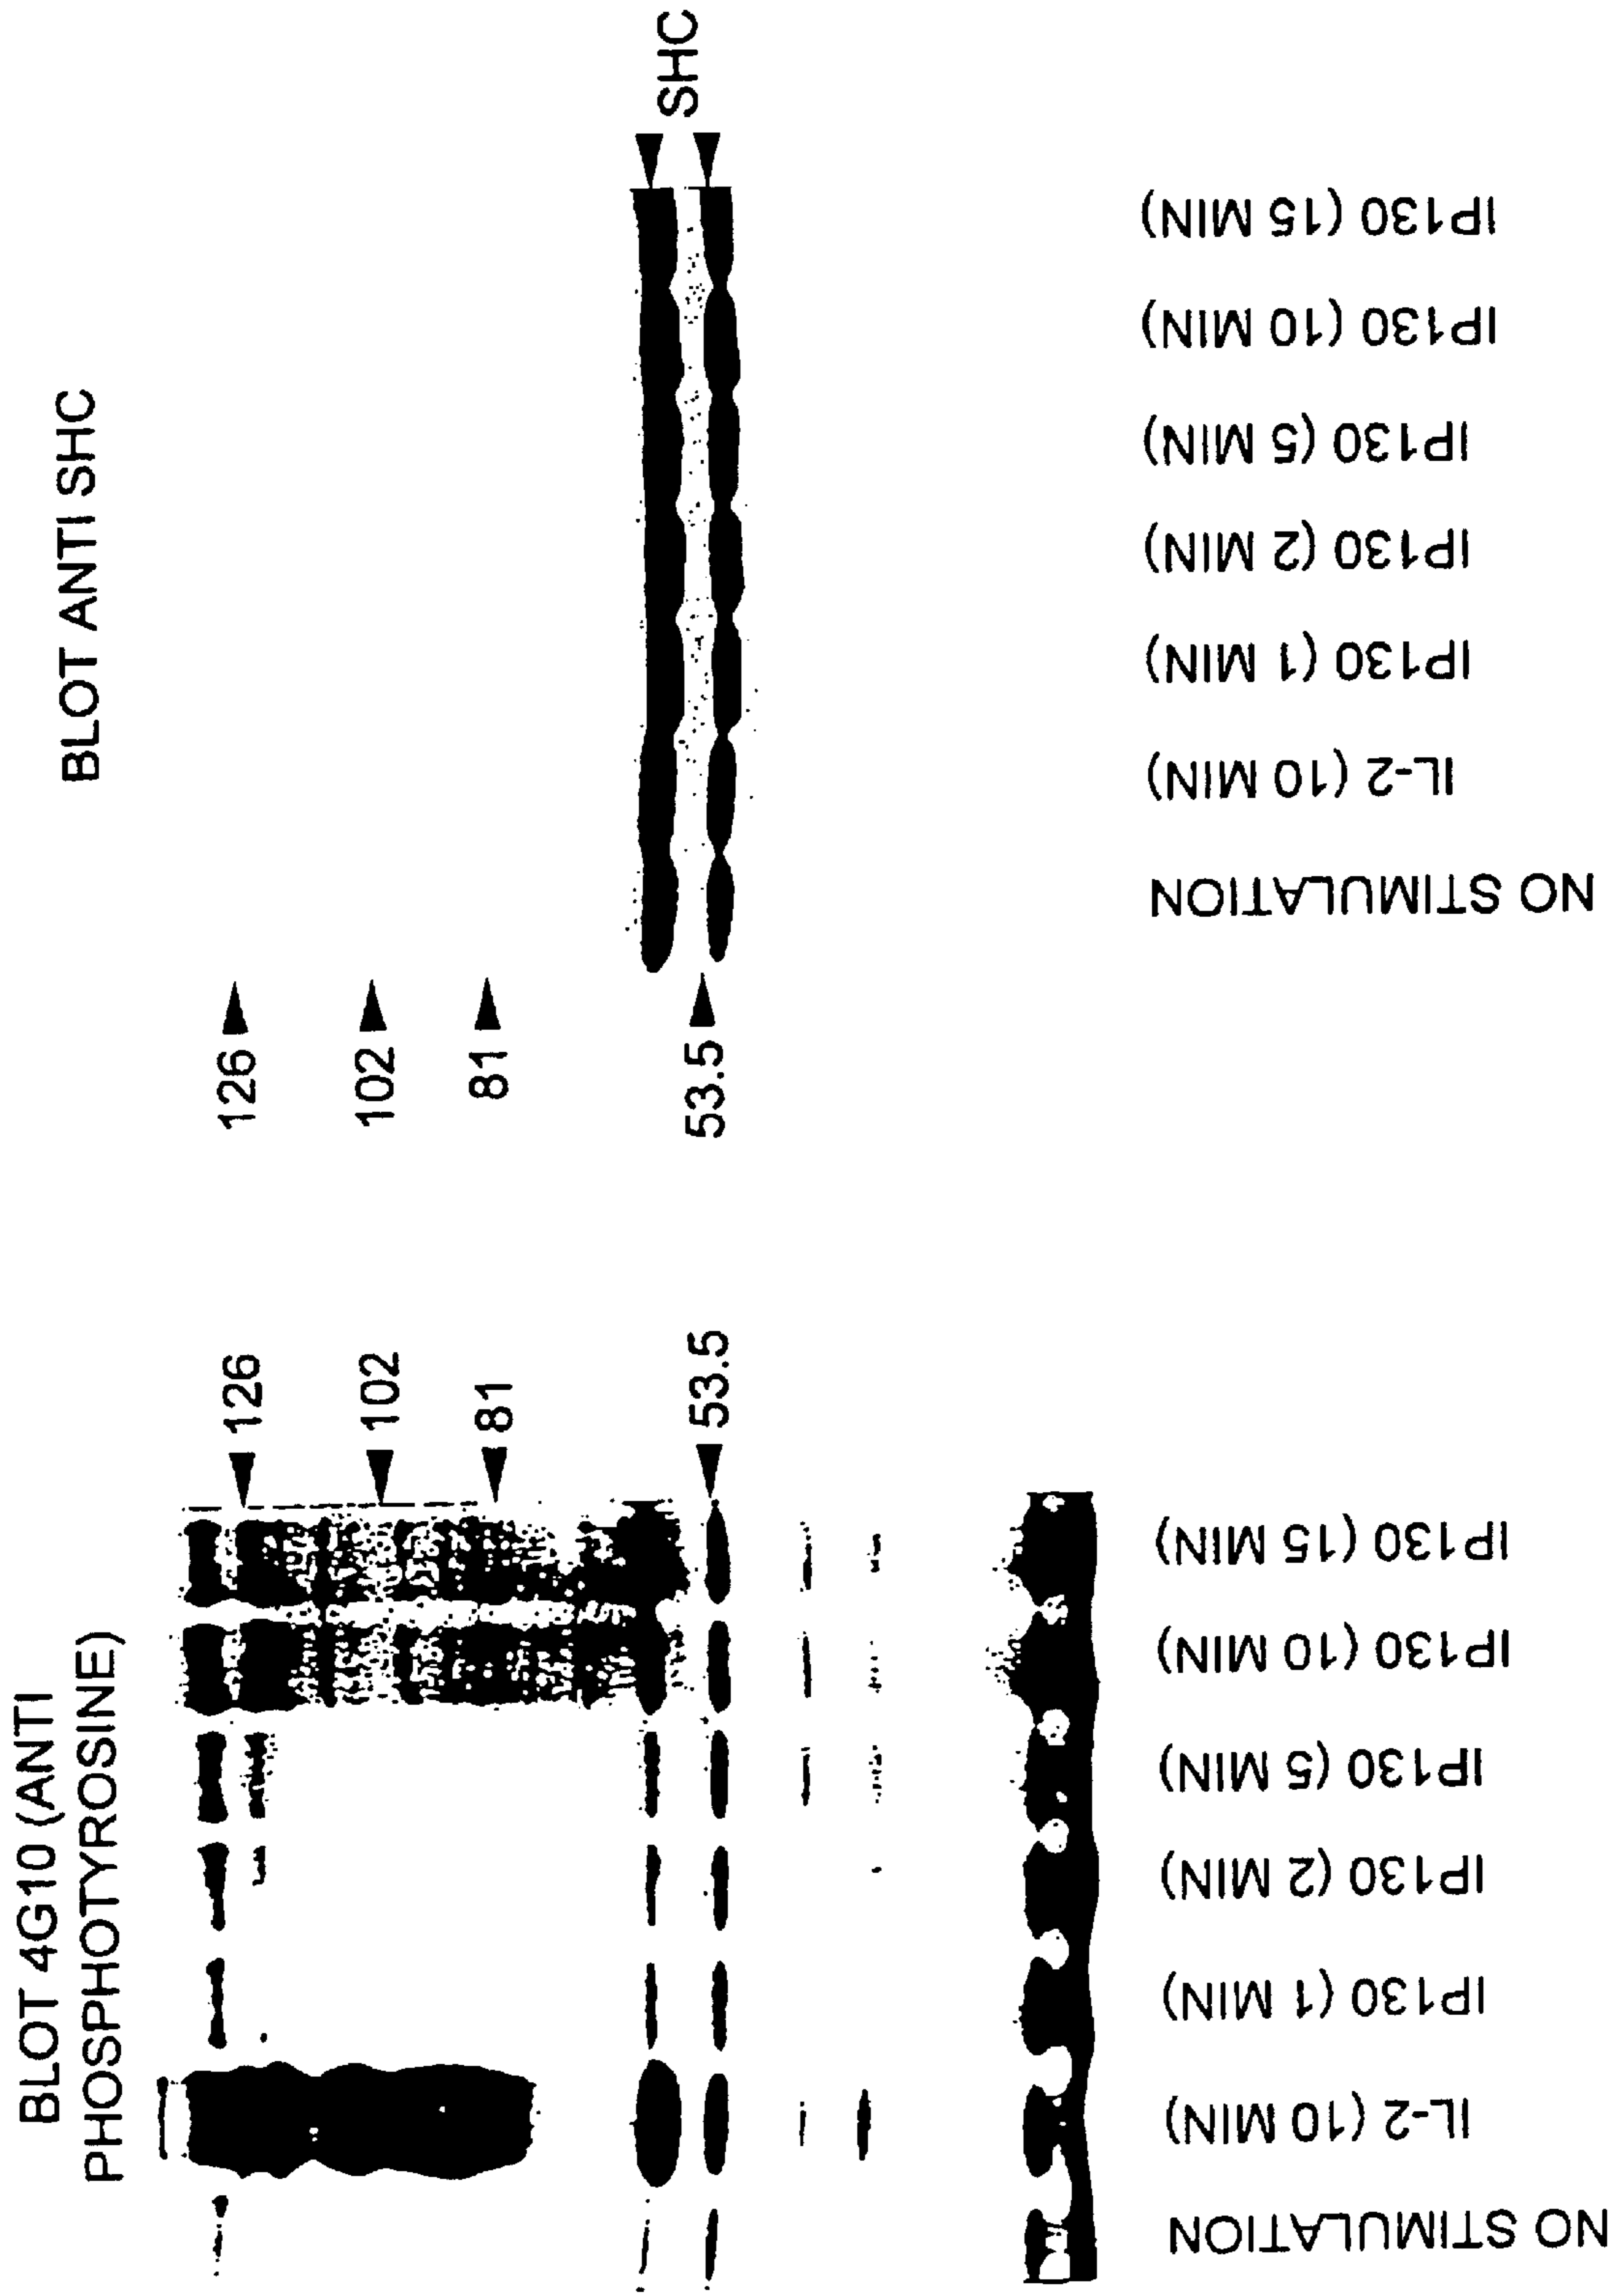 BLOT 4G10 (ANTI
PHOSPHOTYROSINE)
126
102
81
53.5
NO STIMULATION
IL-2 (10 MIN)
IP130 (1 MIN)
IP130 (2 MIN)
IP130 (5 MIN)
IP130 (10 MIN)
IP130 (15 MIN)
BLOT ANTI SHC
126
102
81
53.5
SHC
NO STIMULATION
IL-2 (10 MIN)
IP130 (1 MIN)
IP130 (2 MIN)
IP130 (5 MIN)
IP130 (10 MIN)
IP130 (15 MIN)